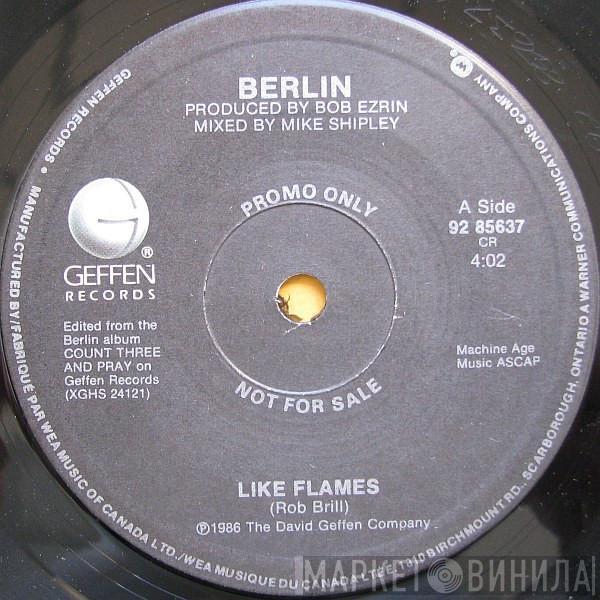 BERLIN
PRODUCED BY BOB EZRIN
MIXED BY MIKE SHIPLEY
PROMO ONLY
A Side
92 85637
CR
4:02
G
®
GEFFEN
RECORDS
Edited from the
Berlin album
COUNT THREE
AND PRAY on
Geffen Records
(XGHS 24121)
Machine Age
Music ASCAP
NOT FOR SALE
LIKE FLAMES
(Rob Brill)
℗1986 The David Geffen Company
GEFFEN RECORDS • MANUFACTURED BY/FABRIQUÉ PAR WEA MUSIC OF CANADA LTD./WEA MUSIQUE DU CANADA LTEE. 1810 BIRCHMOUNT RD., SCARBOROUGH, ONTARIO A WARNER COMMUNICATIONS COMPANY
МАРКЕТ ВИНИЛА